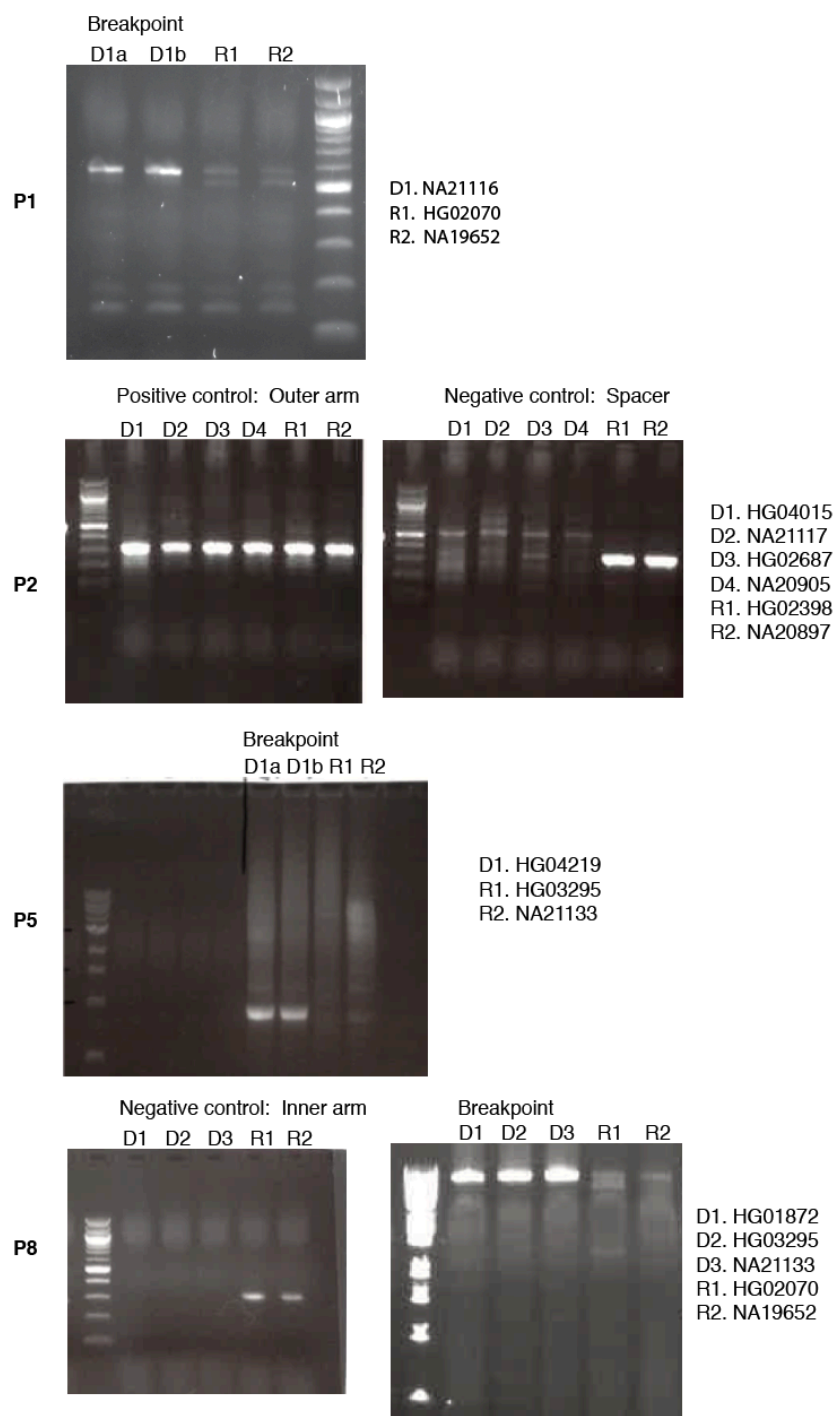 Breakpoint
D1a D1b R1 R2
P1
D1. NA21116
R1. HG02070
R2. NA19652
Positive control: Outer arm
D1 D2 D3 D4 R1 R2
Negative control: Spacer
D1 D2 D3 D4 R1 R2
P2
D1. HG04015
D2. NA21117
D3. HG02687
D4. NA20905
R1. HG02398
R2. NA20897
Breakpoint
D1a D1b R1 R2
P5
D1. HG04219
R1. HG03295
R2. NA21133
Negative control: Inner arm
D1 D2 D3 R1 R2
Breakpoint
D1 D2 D3 R1 R2
P8
D1. HG01872
D2. HG03295
D3. NA21133
R1. HG02070
R2. NA19652